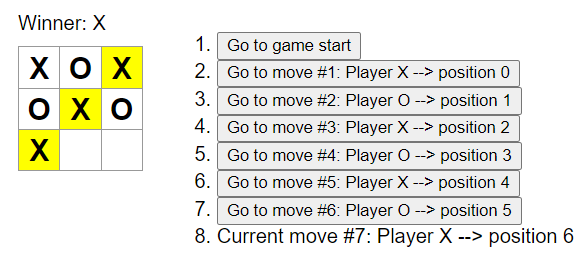 Winner: X
X O X
O X O
X
1. Go to game start
2. Go to move #1: Player X --> position 0
3. Go to move #2: Player O --> position 1
4. Go to move #3: Player X --> position 2
5. Go to move #4: Player O --> position 3
6. Go to move #5: Player X --> position 4
7. Go to move #6: Player O --> position 5
8. Current move #7: Player X --> position 6